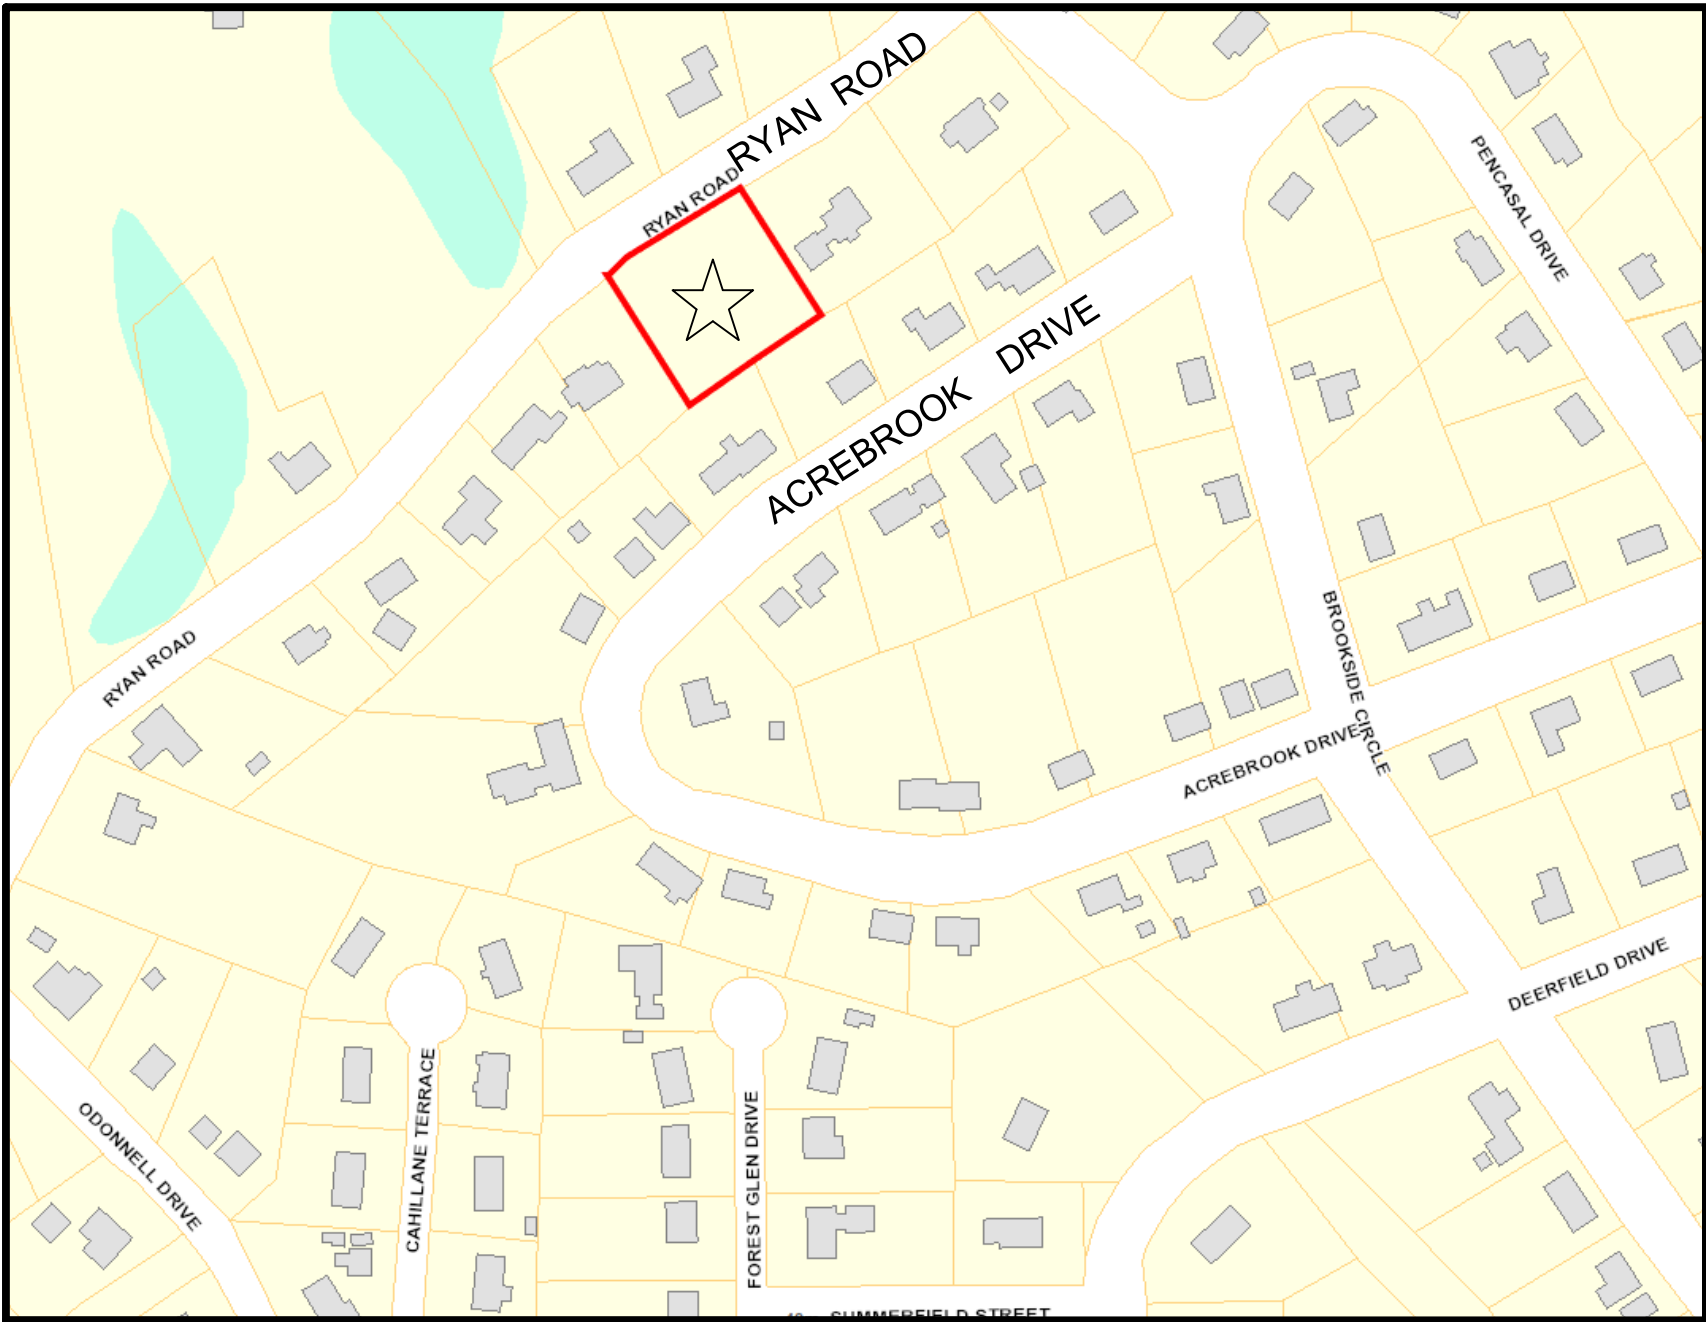 RYAN ROAD
RYAN ROAD
PENCASAL DRIVE
ACREBROOK DRIVE
RYAN ROAD
BROOKSIDE CIRCLE
ACREBROOK DRIVE
DEERFIELD DRIVE
ODONNELL DRIVE
CAHILLANE TERRACE
FOREST GLEN DRIVE
SUMMERFIELD STREET